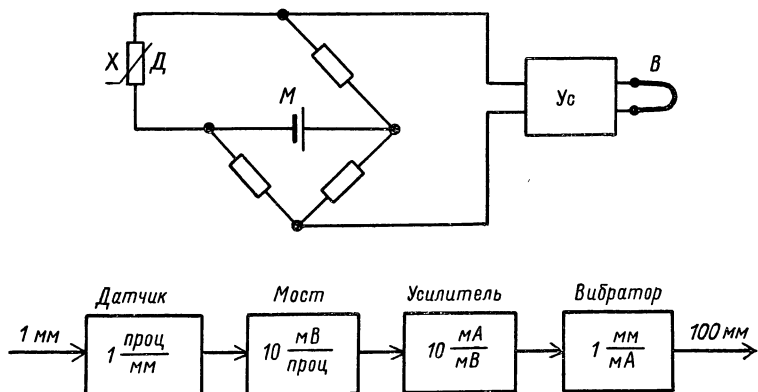 Х Д
М
Ус
В
Датчик
Мост
Усилитель
Вибратор
1 мм
1 проц/мм
10 мВ/проц
10 мА/мВ
1 мм/мА
100 мм